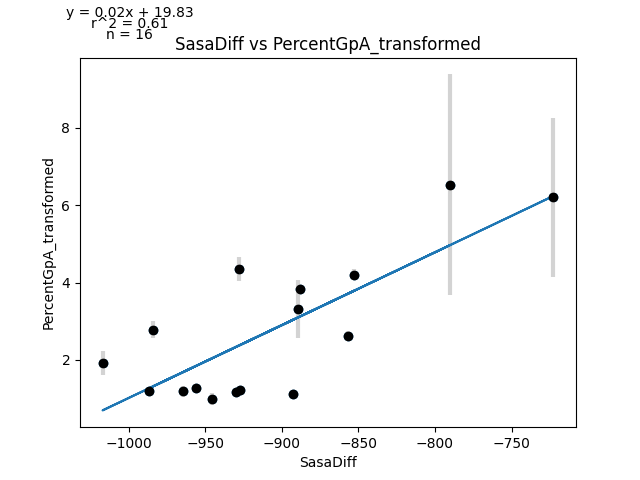 y = 0.02x + 19.83
r^2 = 0.61
n = 16
SasaDiff vs PercentGpA_transformed
PercentGpA_transformed
8
6
4
2
−1000
−950
−900
−850
−800
−750
SasaDiff